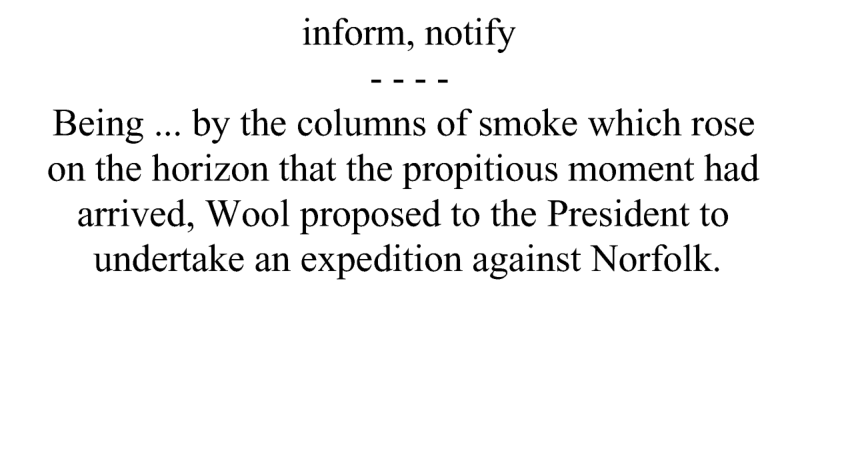 inform, notify
- - - -
Being ... by the columns of smoke which rose
on the horizon that the propitious moment had
arrived, Wool proposed to the President to
undertake an expedition against Norfolk.